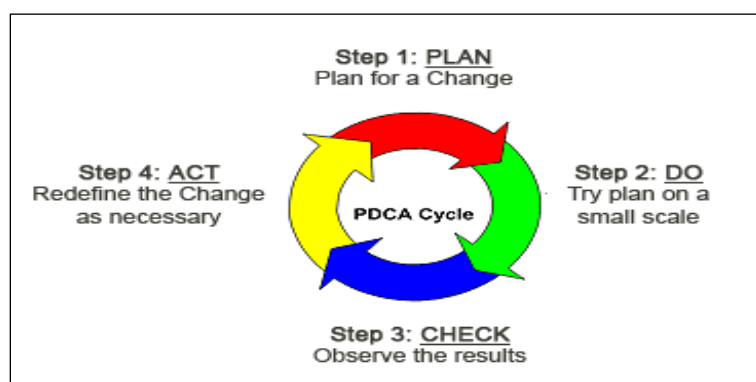 Step 1: PLAN
Plan for a Change
Step 2: DO
Try plan on a
small scale
Step 3: CHECK
Observe the results
Step 4: ACT
Redefine the Change
as necessary
PDCA Cycle